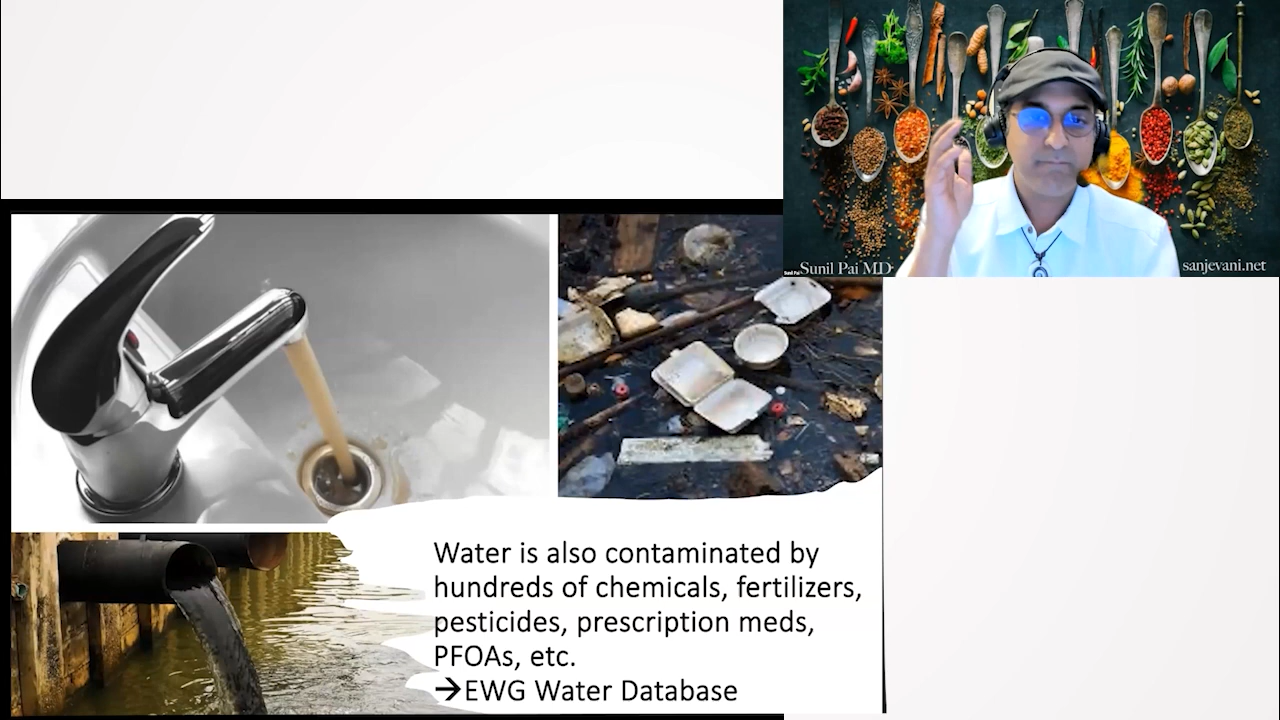 Sunil Pai MD
sanjevani.net
Water is also contaminated by
hundreds of chemicals, fertilizers,
pesticides, prescription meds,
PFOAs, etc.
→EWG Water Database